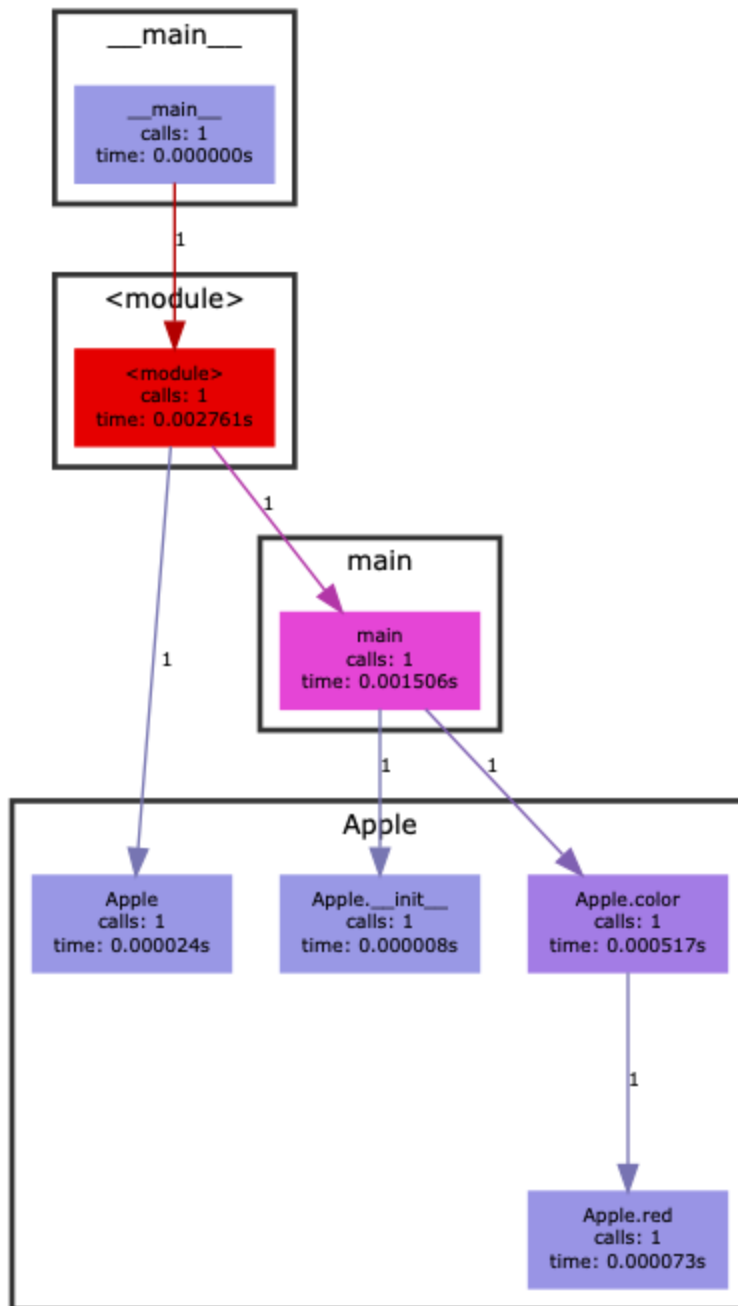 __main__
__main__
calls: 1
time: 0.000000s
1
<module>
<module>
calls: 1
time: 0.002761s
1
main
main
calls: 1
time: 0.001506s
1
1
1
Apple
Apple
calls: 1
time: 0.000024s
Apple.__init__
calls: 1
time: 0.000008s
Apple.color
calls: 1
time: 0.000517s
1
Apple.red
calls: 1
time: 0.000073s